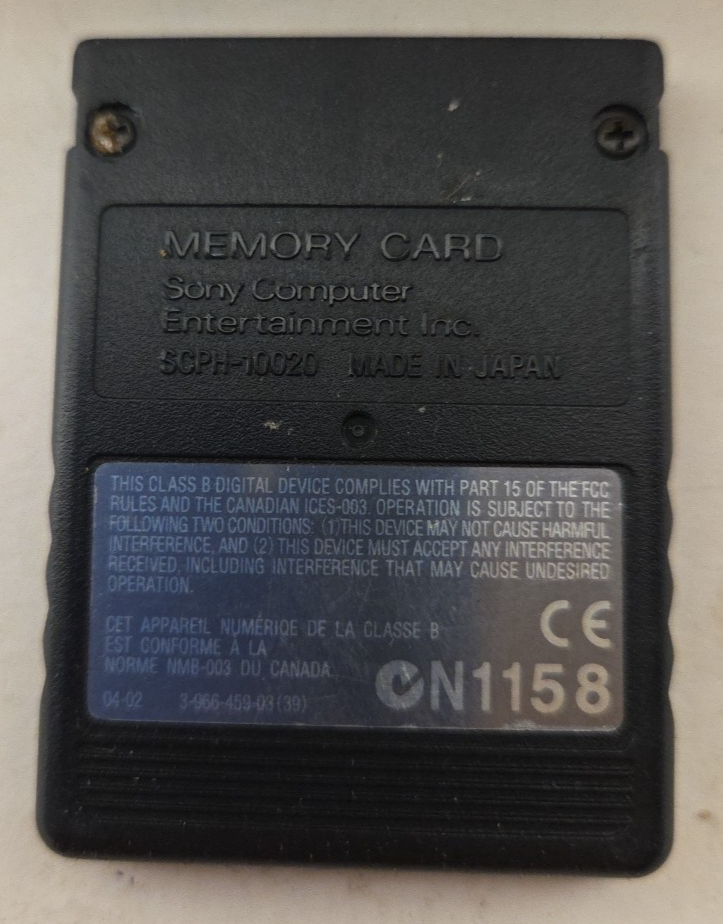 MEMORY CARD
Sony Computer
Entertainment Inc.
SCPH-10020 MADE IN JAPAN
THIS CLASS B DIGITAL DEVICE COMPLIES WITH PART 15 OF THE FCC
RULES AND THE CANADIAN ICES-003. OPERATION IS SUBJECT TO THE
FOLLOWING TWO CONDITIONS: (1) THIS DEVICE MAY NOT CAUSE HARMFUL
INTERFERENCE, AND (2) THIS DEVICE MUST ACCEPT ANY INTERFERENCE
RECEIVED, INCLUDING INTERFERENCE THAT MAY CAUSE UNDESIRED
OPERATION.
CET APPAREIL NUMÉRIQE DE LA CLASSE B
EST CONFORME À LA
NORME NMB-003 DU CANADA.
CE
N1158
04-02 3-966-459-03(39)